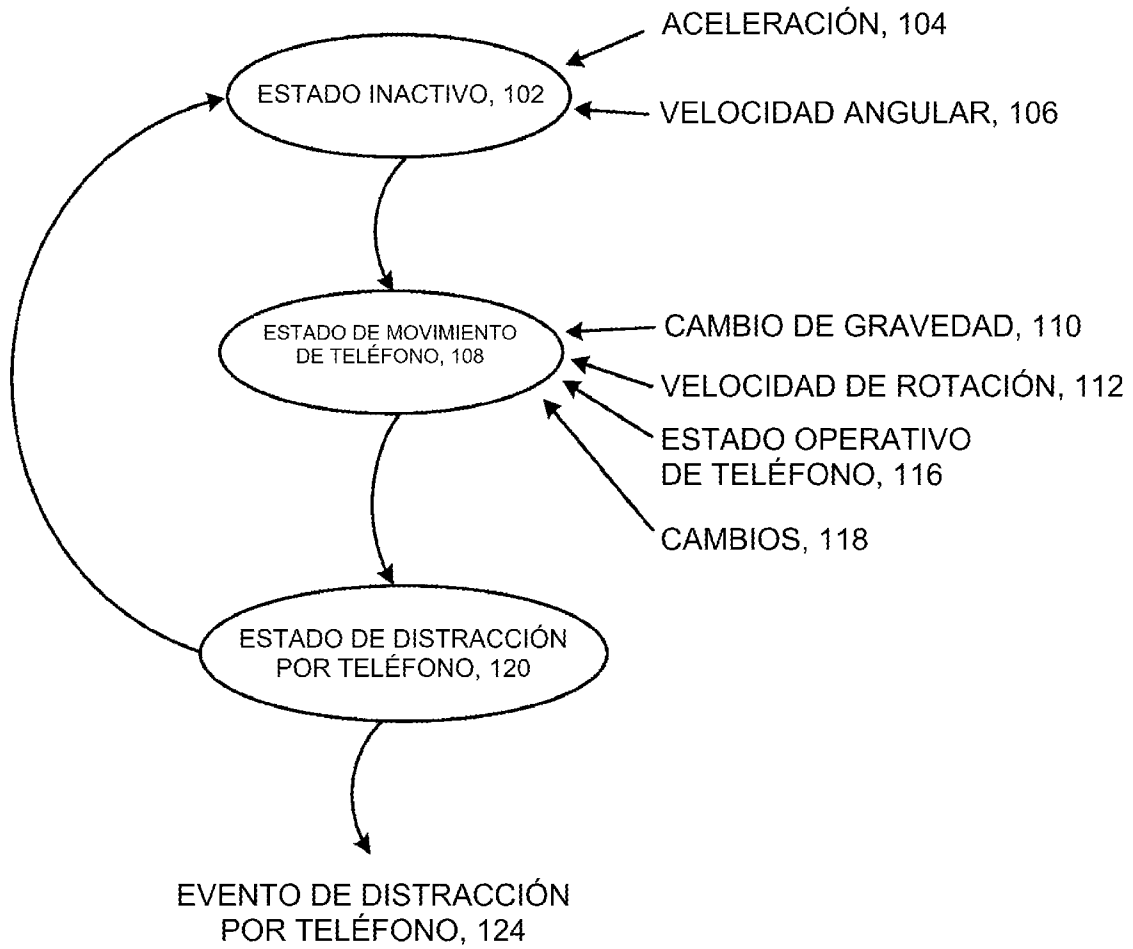 ACELERACIÓN, 104
ESTADO INACTIVO, 102
VELOCIDAD ANGULAR, 106
ESTADO DE MOVIMIENTO
DE TELÉFONO, 108
CAMBIO DE GRAVEDAD, 110
VELOCIDAD DE ROTACIÓN, 112
ESTADO OPERATIVO
DE TELÉFONO, 116
CAMBIOS, 118
ESTADO DE DISTRACCIÓN
POR TELÉFONO, 120
EVENTO DE DISTRACCIÓN
POR TELÉFONO, 124